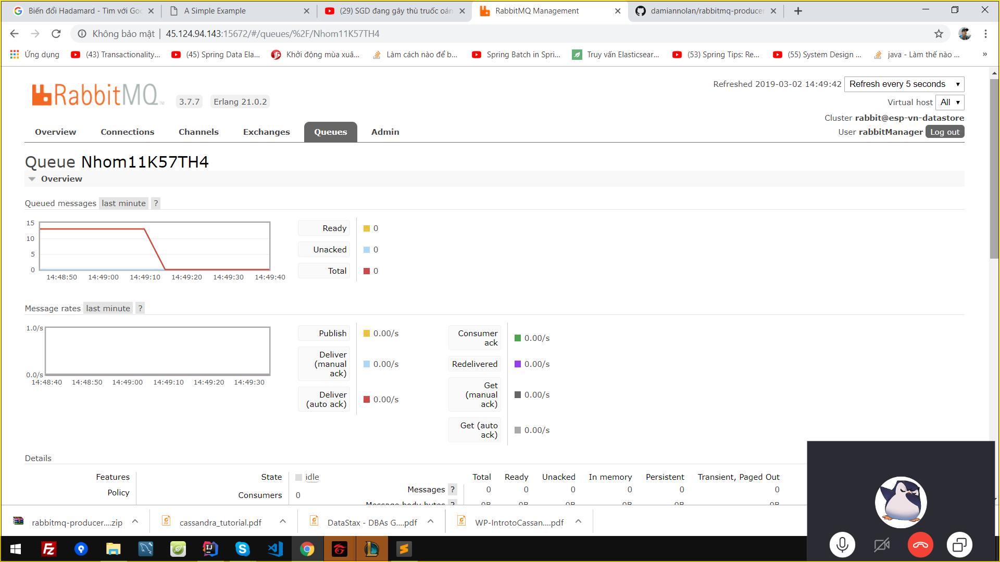 Biến đổi Hadamard - Tìm với Goo
A Simple Example
(29) SGD đang gây thù truốc oán
RabbitMQ Management
damiannolan/rabbitmq-producer
Không bảo mật | 45.124.94.143:15672/#/queues/%2F/Nhom11K57TH4
Ứng dụng
(43) Transactionality...
(45) Spring Data Ela...
Khởi động mùa xuâ...
Làm cách nào để b...
Spring Batch in Spri...
Truy vấn Elasticsear...
(53) Spring Tips: Re...
(55) System Design ...
java - Làm thế nào ...
»
RabbitMQ™
3.7.7
Erlang 21.0.2
Refreshed 2019-03-02 14:49:42 Refresh every 5 seconds
Virtual host All
Cluster rabbit@esp-vn-datastore
User rabbitManager Log out
Overview
Connections
Channels
Exchanges
Queues
Admin
Queue Nhom11K57TH4
Overview
Queued messages last minute ?
15
10
5
0
14:48:50 14:49:00 14:49:10 14:49:20 14:49:30 14:49:40
Ready 0
Unacked 0
Total 0
Message rates last minute ?
1.0/s
0.0/s
14:48:40 14:48:50 14:49:00 14:49:10 14:49:20 14:49:30
Publish 0.00/s
Deliver (manual ack) 0.00/s
Deliver (auto ack) 0.00/s
Consumer ack 0.00/s
Redelivered 0.00/s
Get (manual ack) 0.00/s
Get (auto ack) 0.00/s
Details
Features
Policy
State idle
Consumers 0
Total Ready Unacked In memory Persistent Transient, Paged Out
Messages ? 0 0 0 0 0 0
Message body bytes ? 0B 0B 0B 0B 0B 0B
rabbitmq-producer....zip
cassandra_tutorial.pdf
DataStax - DBAs G....pdf
WP-IntrotoCassan....pdf